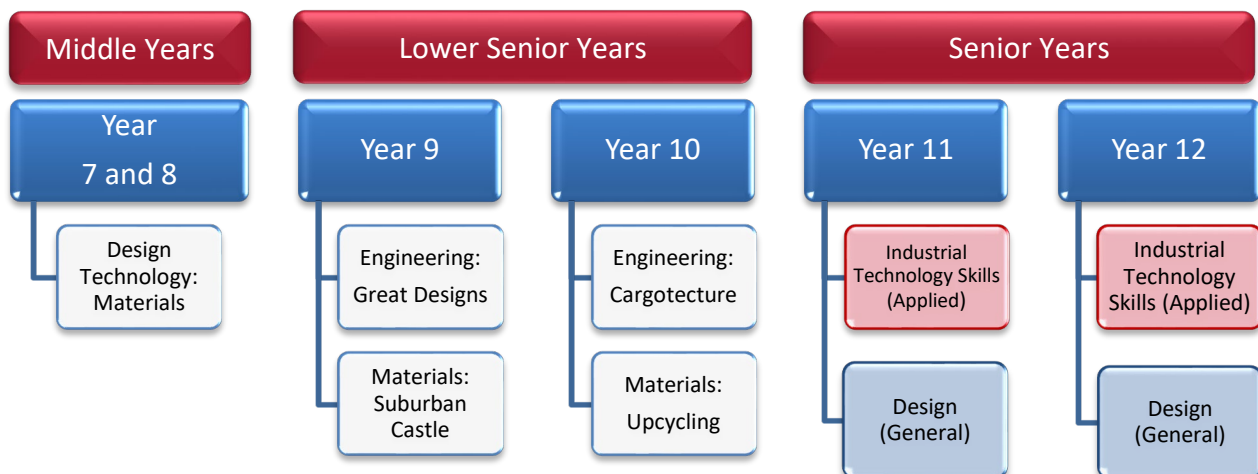 Middle Years
Lower Senior Years
Senior Years
Year
7 and 8
Year 9
Year 10
Year 11
Year 12
Design
Technology:
Materials
Engineering:
Great Designs
Engineering:
Cargotecture
Industrial
Technology Skills
(Applied)
Industrial
Technology
Skills (Applied)
Materials:
Suburban
Castle
Materials:
Upcycling
Design
(General)
Design
(General)